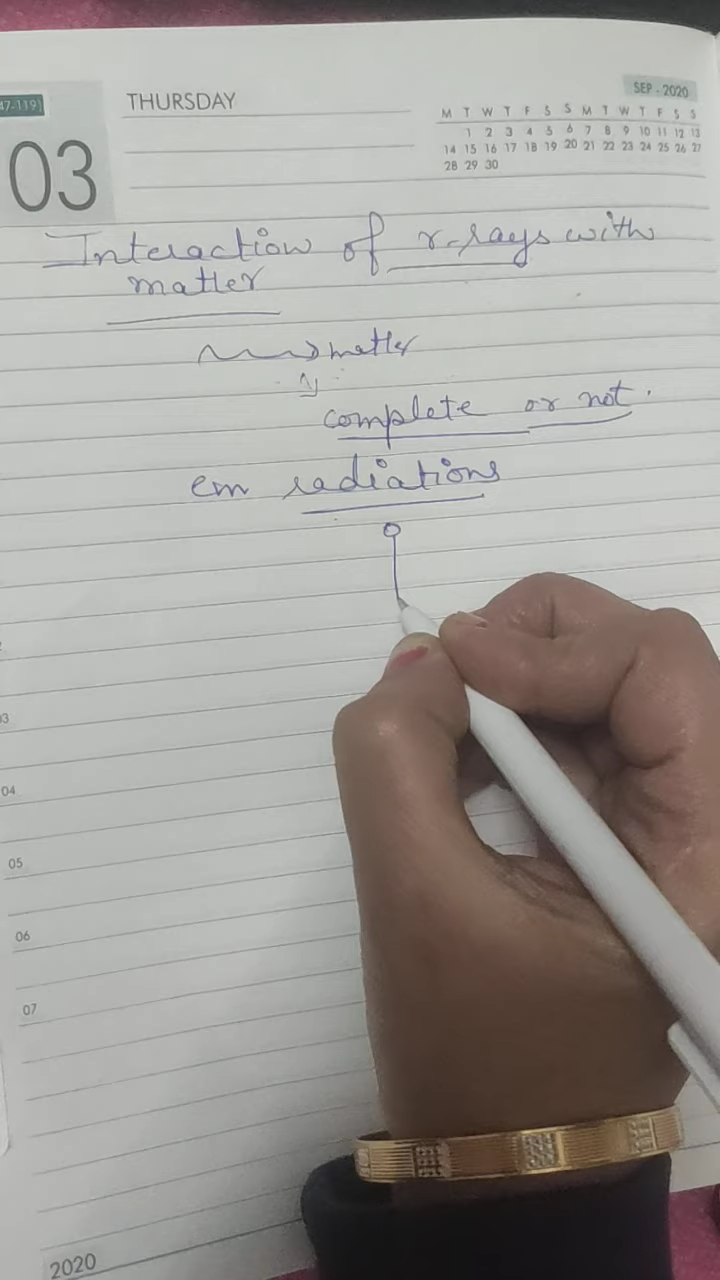 47-119)
THURSDAY
03
SEP - 2020
M T W T F S S M T W T F S S
1 2 3 4 5 6 7 8 9 10 11 12 13
14 15 16 17 18 19 20 21 22 23 24 25 26 27
28 29 30
Interaction of r-rays with
matter
matter
complete or not.
em radiations
03
04
05
06
07
2020